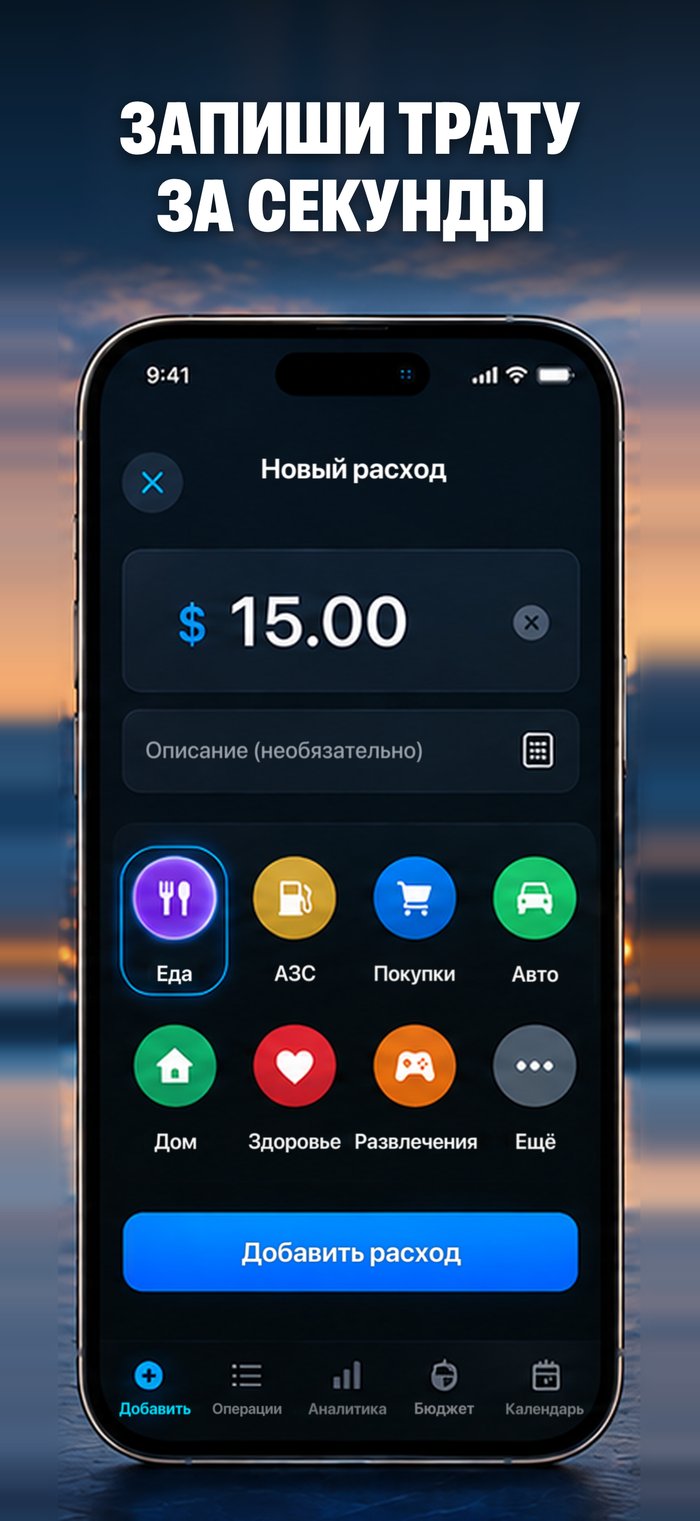 ЗАПИШИ ТРАТУ
ЗА СЕКУНДЫ
9:41
Новый расход
$ 15.00
Описание (необязательно)
Еда АЗС Покупки Авто
Дом Здоровье Развлечения Ещё
Добавить расход
Добавить Операции Аналитика Бюджет Календарь